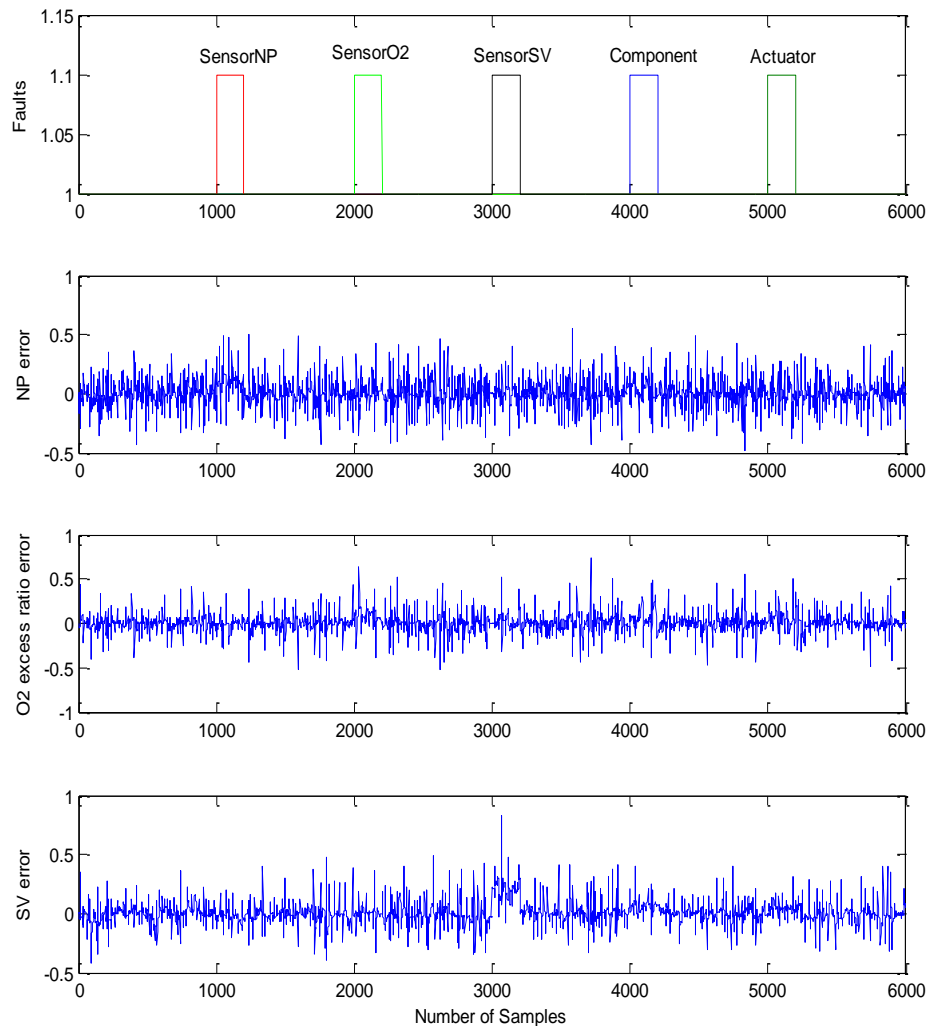 1.15
SensorNP SensorO2 SensorSV Component Actuator
1.1
Faults
1.05
1
0 1000 2000 3000 4000 5000 6000
1
0.5
NP error
0
-0.5
0 1000 2000 3000 4000 5000 6000
1
0.5
O2 excess ratio error
0
-0.5
-1
0 1000 2000 3000 4000 5000 6000
1
0.5
SV error
0
-0.5
0 1000 2000 3000 4000 5000 6000
Number of Samples